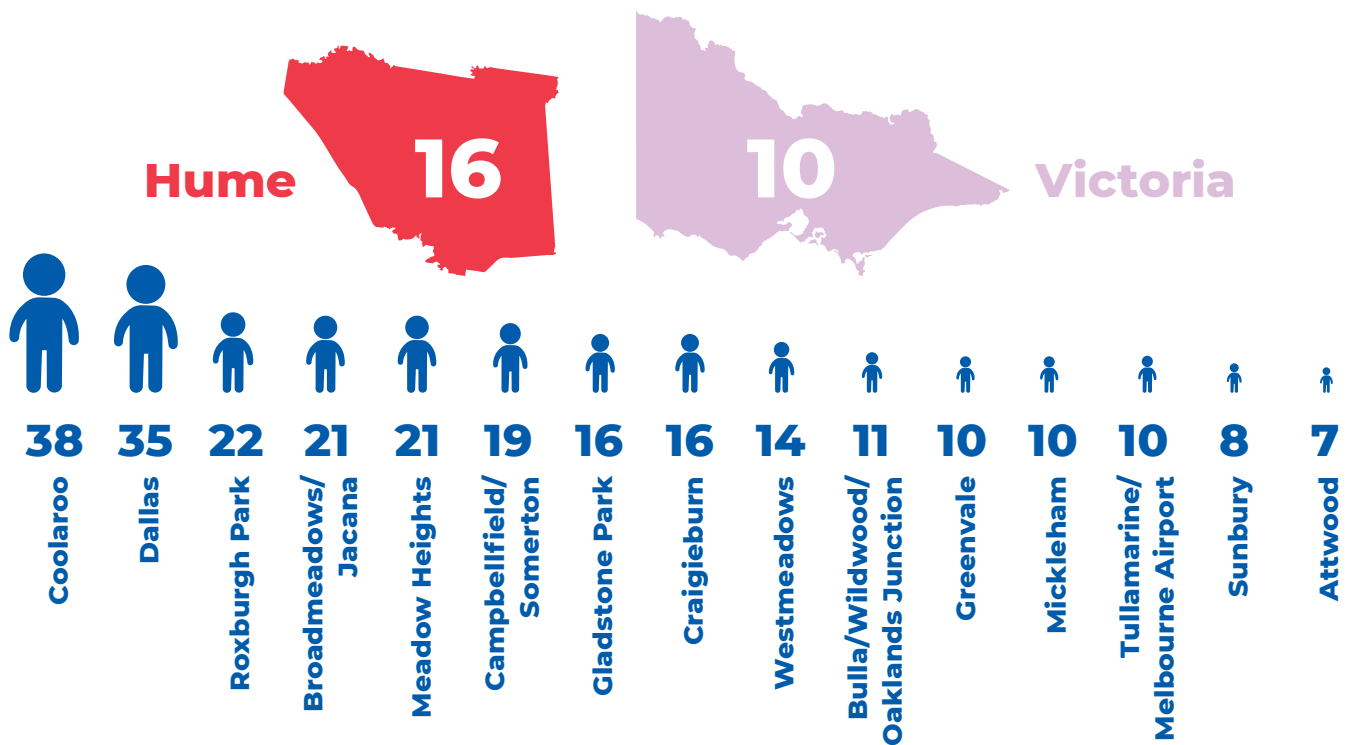 Hume
16
10
Victoria
38
35
22
21
21
19
16
16
14
11
10
10
10
8
7
Coolaroo
Dallas
Roxburgh Park
Broadmeadows/
Jacana
Meadow Heights
Campbellfield/
Somerton
Gladstone Park
Craigieburn
Westmeadows
Bulla/Wildwood/
Oaklands Junction
Greenvale
Mickleham
Tullamarine/
Melbourne Airport
Sunbury
Attwood